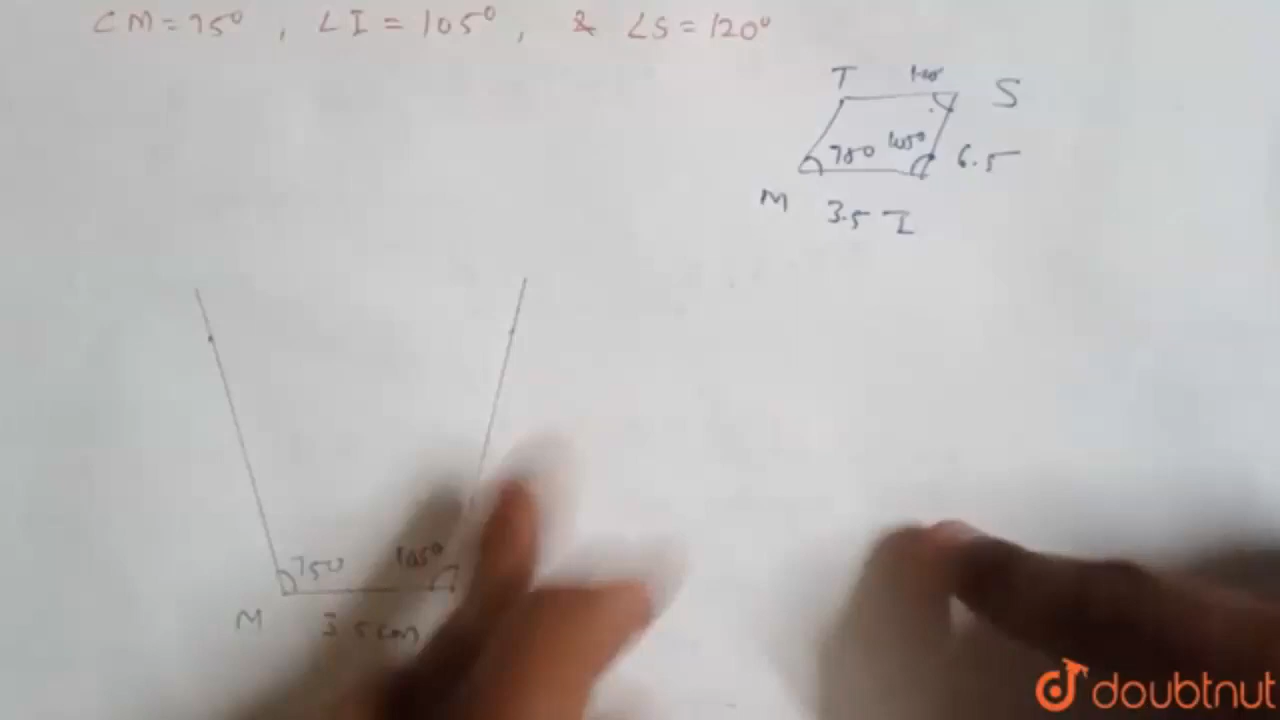 ∠M = 75°, ∠I = 105°, & ∠S = 120°
T 120° S
75° 105° 6.5
M 3.5 I
75° 105°
M 3.5 cm
doubtnut